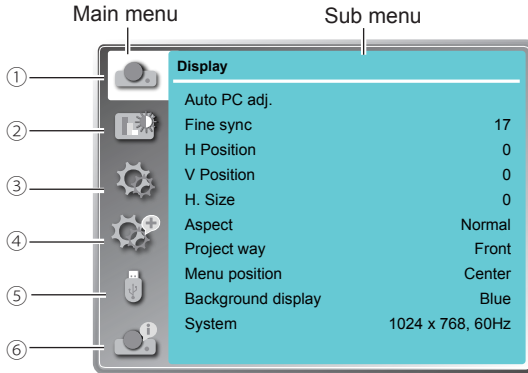 Main menu Sub menu
① Display
Auto PC adj.
② Fine sync 17
H Position 0
③ V Position 0
H. Size 0
④ Aspect Normal
Project way Front
⑤ Menu position Center
Background display Blue
System 1024 x 768, 60Hz
⑥